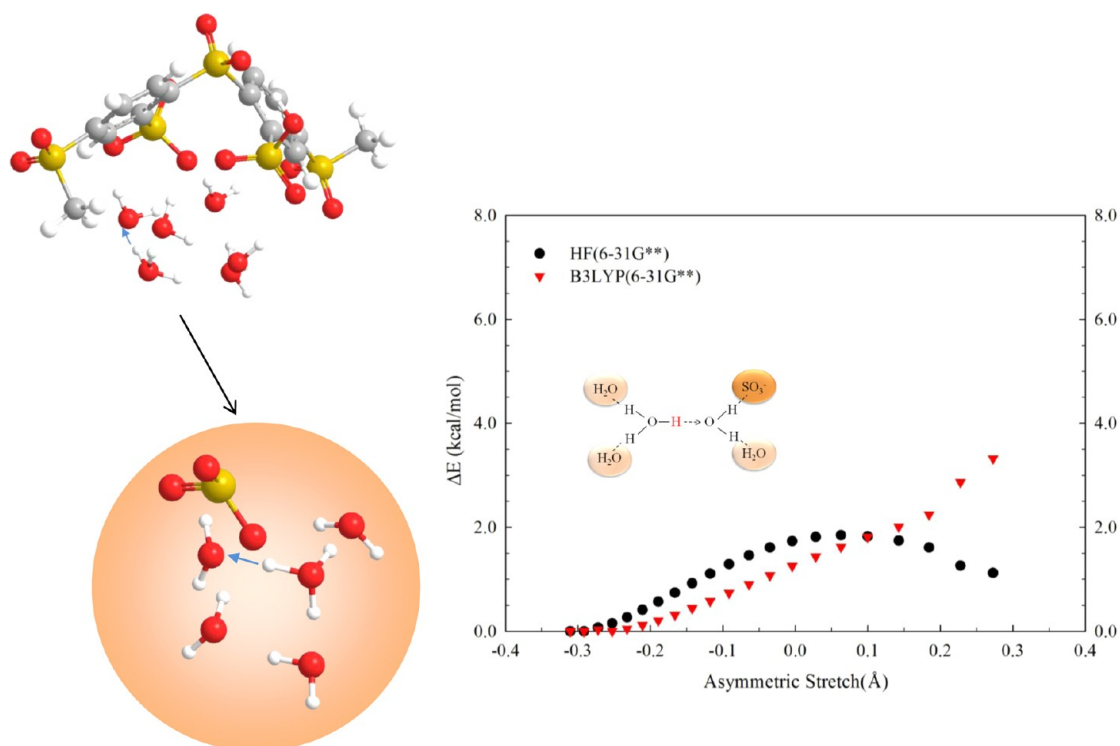 8.0
8.0
HF(6-31G**)
B3LYP(6-31G**)
6.0
6.0
H₂O
SO₃⁻
H
H
ΔE (kcal/mol)
4.0
O
H
O
4.0
H
H
H₂O
H₂O
2.0
2.0
0.0
0.0
-0.4
-0.3
-0.2
-0.1
0.0
0.1
0.2
0.3
0.4
Asymmetric Stretch(Å)